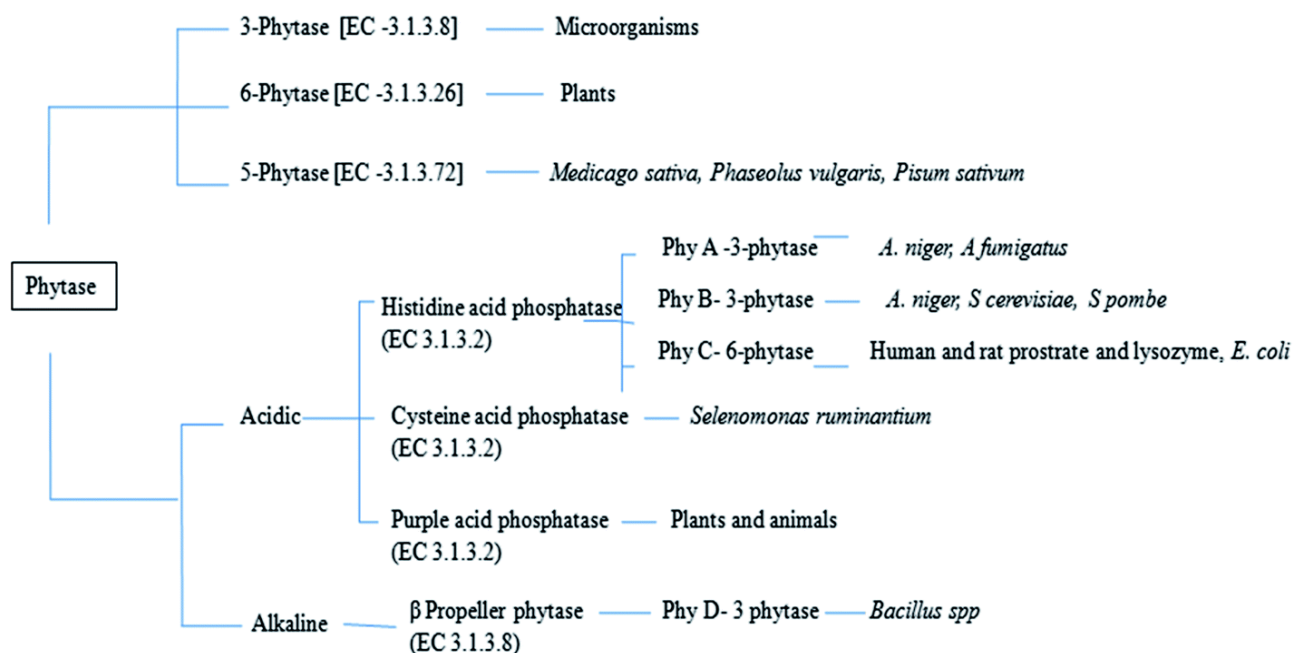 3-Phytase [EC -3.1.3.8] Microorganisms
6-Phytase [EC -3.1.3.26] Plants
5-Phytase [EC -3.1.3.72] Medicago sativa, Phaseolus vulgaris, Pisum sativum
Phytase
Phy A -3-phytase A. niger, A fumigatus
Histidine acid phosphatase
(EC 3.1.3.2)
Phy B- 3-phytase A. niger, S cerevisiae, S pombe
Phy C- 6-phytase Human and rat prostrate and lysozyme, E. coli
Acidic
Cysteine acid phosphatase Selenomonas ruminantium
(EC 3.1.3.2)
Purple acid phosphatase Plants and animals
(EC 3.1.3.2)
Alkaline
β Propeller phytase Phy D- 3 phytase Bacillus spp
(EC 3.1.3.8)